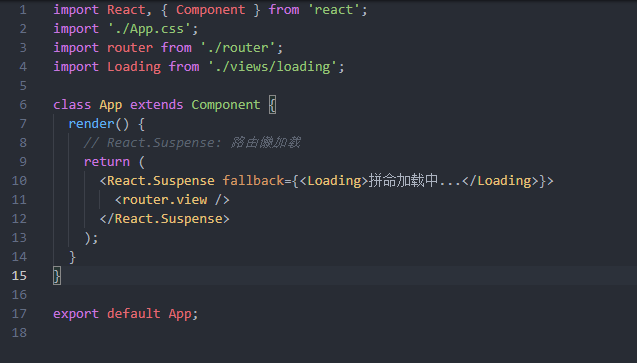 1 import React, { Component } from 'react';
2 import './App.css';
3 import router from './router';
4 import Loading from './views/loading';
5
6 class App extends Component {
7 render() {
8 // React.Suspense: 路由懒加载
9 return (
10 <React.Suspense fallback={<Loading>拼命加载中...</Loading>}>
11 <router.view />
12 </React.Suspense>
13 );
14 }
15 }
16
17 export default App;
18